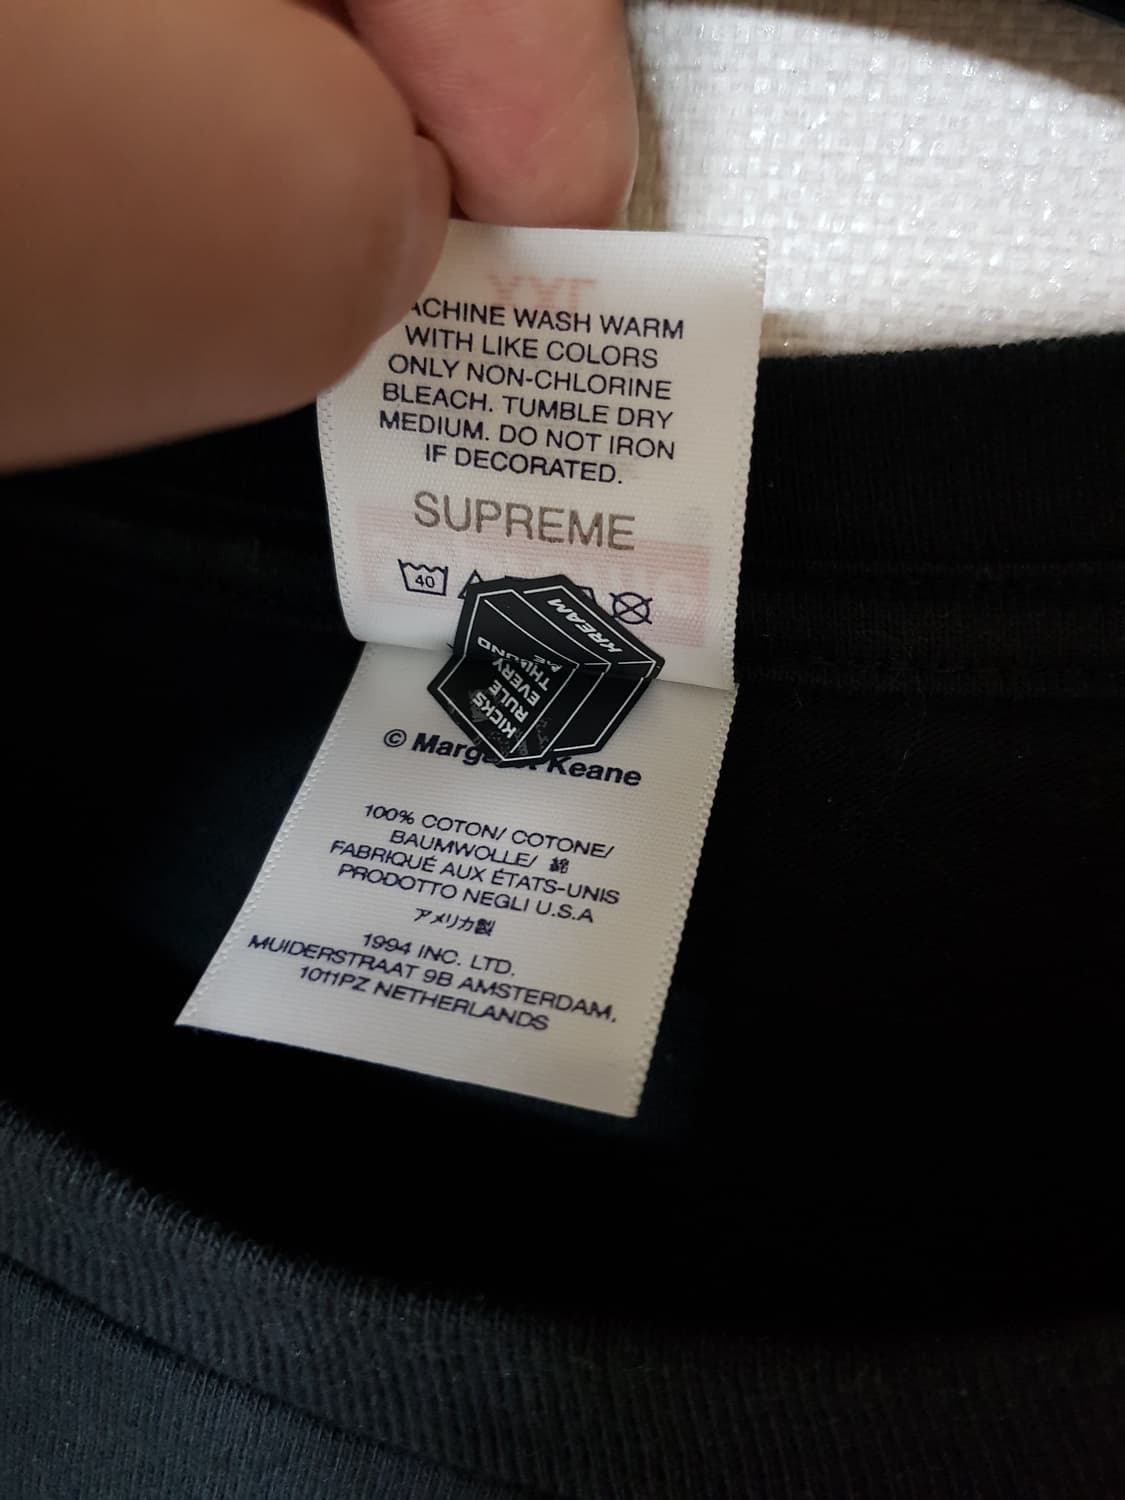 ACHINE WASH WARM
WITH LIKE COLORS
ONLY NON-CHLORINE
BLEACH. TUMBLE DRY
MEDIUM. DO NOT IRON
IF DECORATED.
SUPREME
40
KREAM
KICKS
RULE
EVERY
ME
© Marg Keane
100% COTON/ COTONE/
BAUMWOLLE/ 綿
FABRIQUÉ AUX ÉTATS-UNIS
PRODOTTO NEGLI U.S.A
アメリカ製
1994 INC. LTD.
MUIDERSTRAAT 9B AMSTERDAM,
1011PZ NETHERLANDS